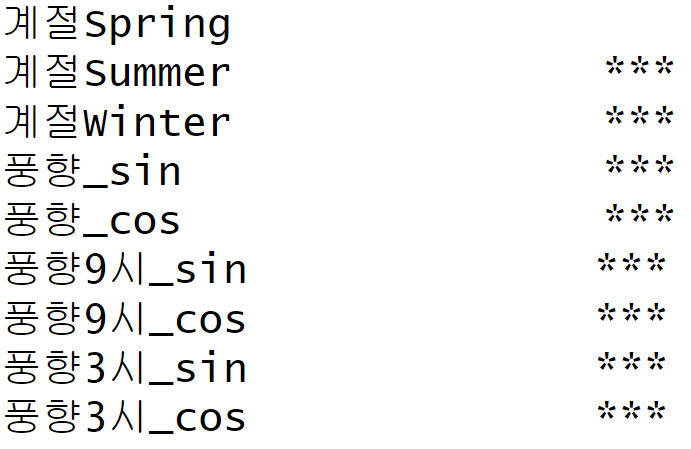 계절Spring
계절Summer ***
계절Winter ***
풍향_sin ***
풍향_cos ***
풍향9시_sin ***
풍향9시_cos ***
풍향3시_sin ***
풍향3시_cos ***